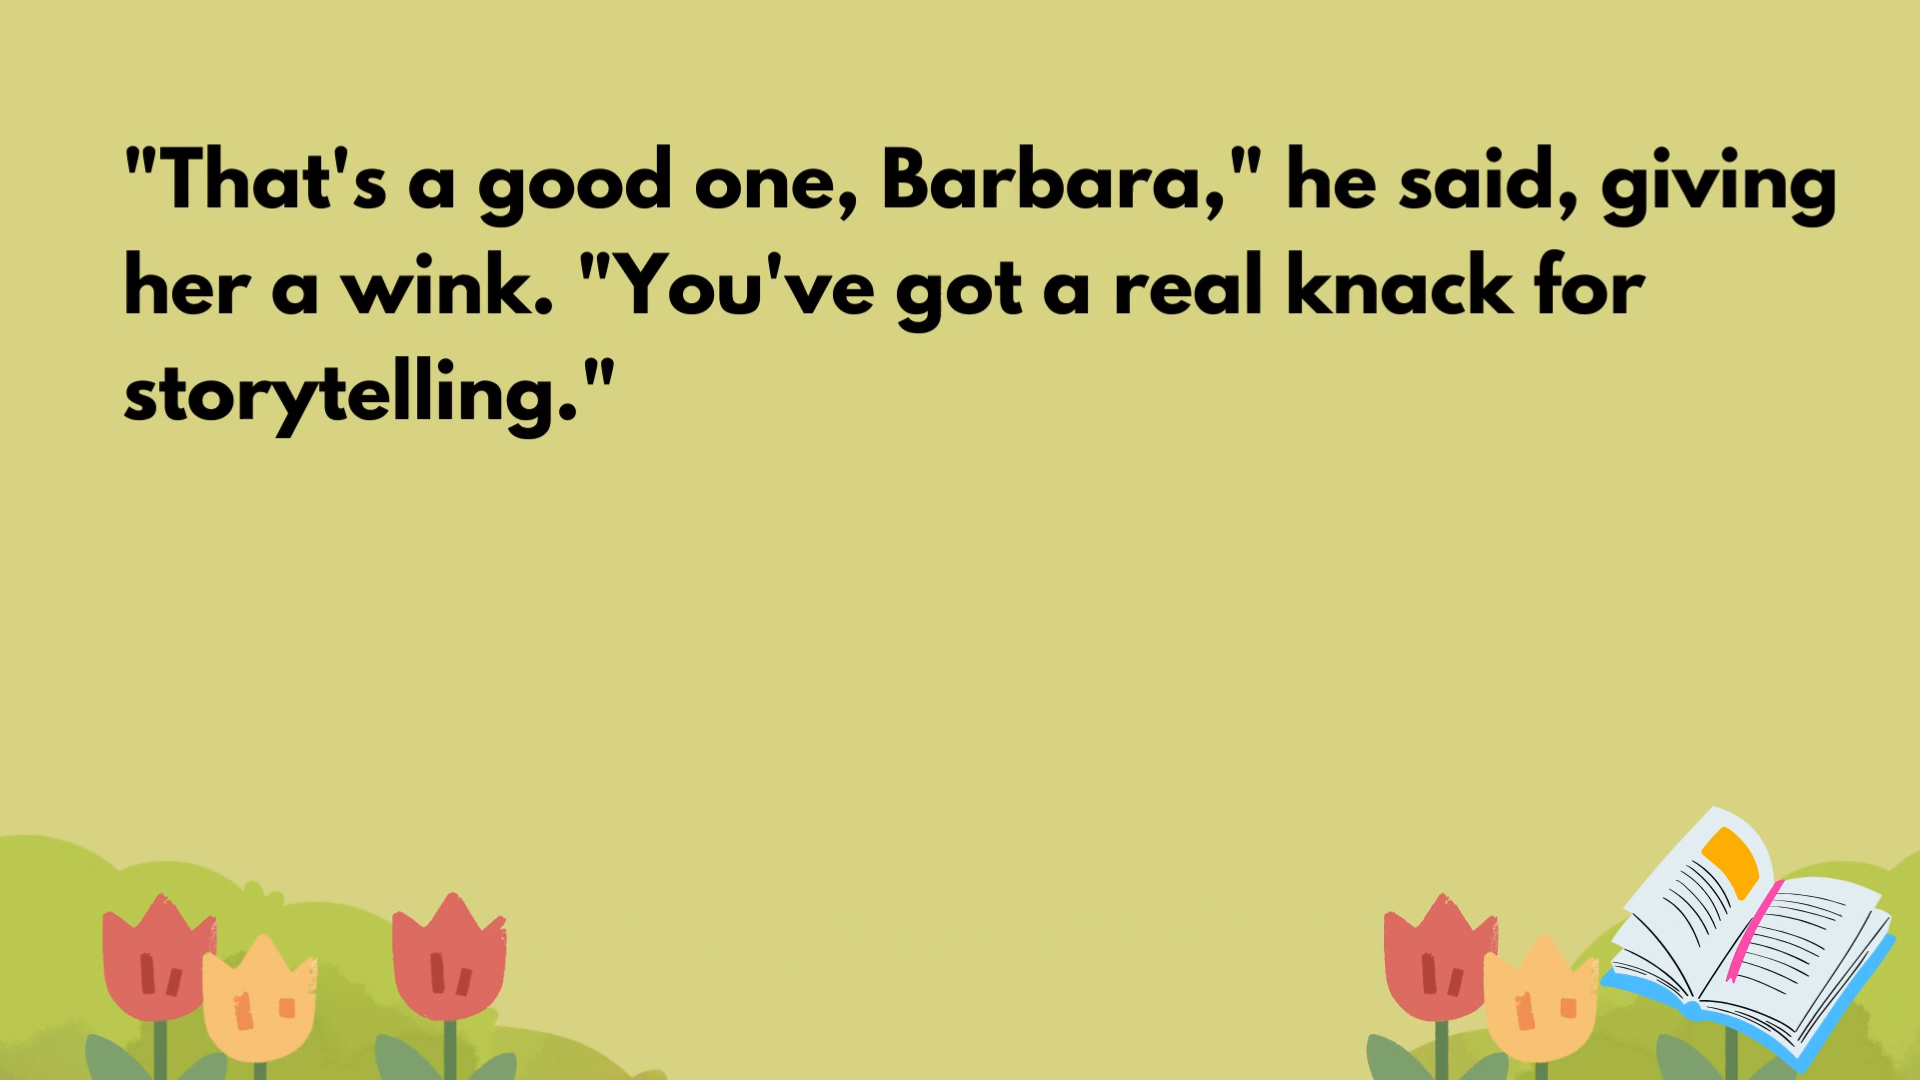 "That's a good one, Barbara," he said, giving
her a wink. "You've got a real knack for
storytelling."